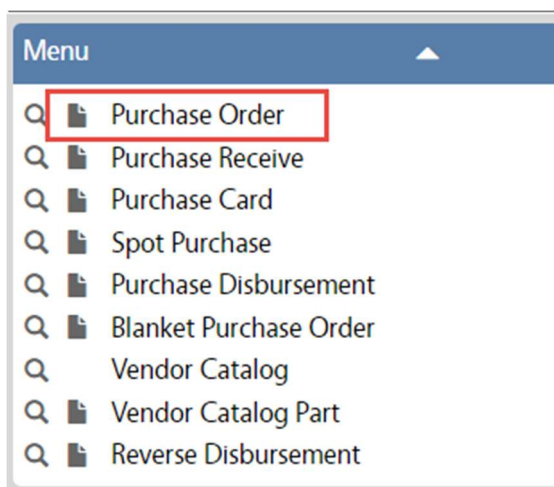 Menu
Purchase Order
Purchase Receive
Purchase Card
Spot Purchase
Purchase Disbursement
Blanket Purchase Order
Vendor Catalog
Vendor Catalog Part
Reverse Disbursement